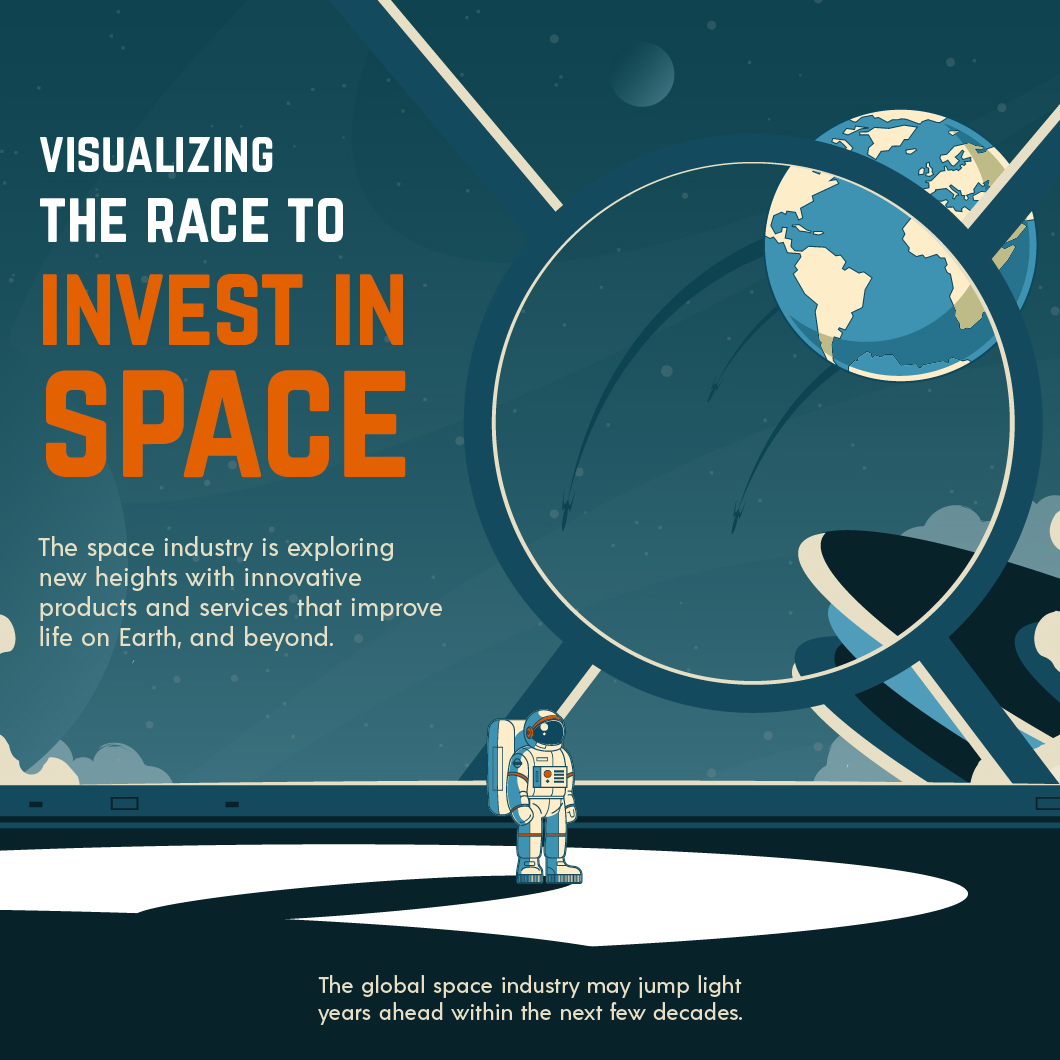 VISUALIZING
THE RACE TO
INVEST IN
SPACE
The space industry is exploring
new heights with innovative
products and services that improve
life on Earth, and beyond.
The global space industry may jump light
years ahead within the next few decades.